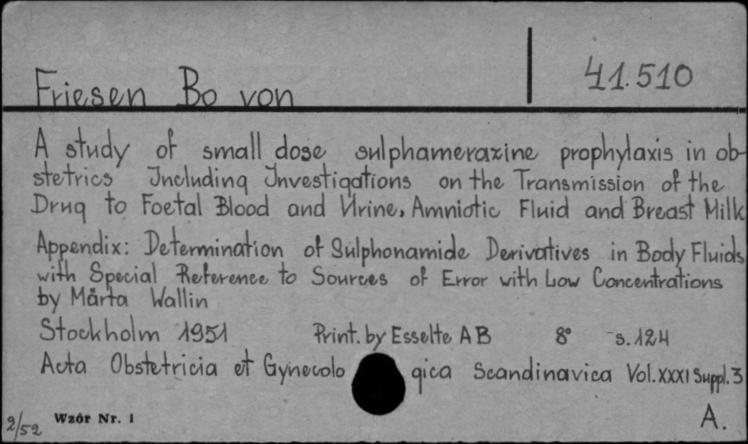 Friesen Bo von 41.510
A study of small dose sulphamerazine prophylaxis in ob-
stetrics Including Investigations on the Transmission of the
Drug to Foetal Blood and Urine, Amniotic Fluid and Breast Milk
Appendix: Determination of Sulphonamide Derivatives in Body Fluids
with Special Reference to Sources of Error with Low Concentrations
by Märta Wallin
Stockholm 1951 Print. by Esselte AB 8° s. 124
Acta Obstetricia et Gynecolo gica Scandinavica Vol. XXXI Suppl. 3
2/52 Wzór Nr. 1 A.